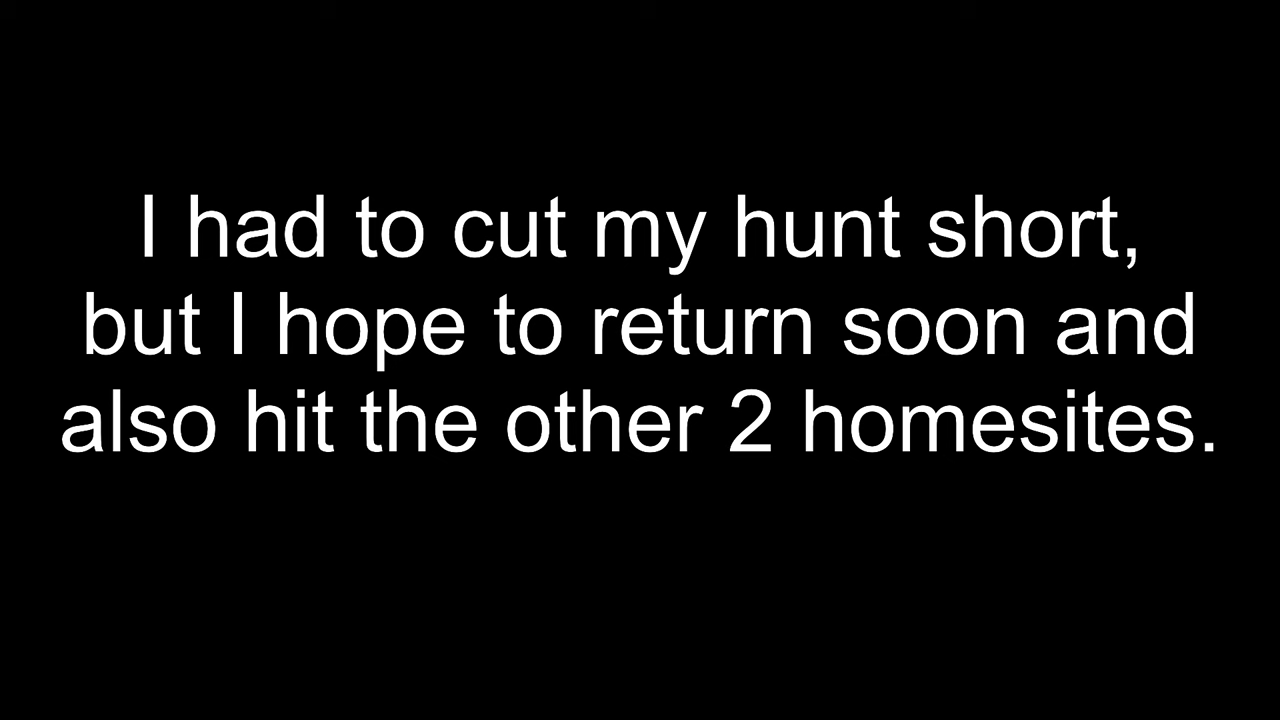 I had to cut my hunt short,
but I hope to return soon and
also hit the other 2 homesites.